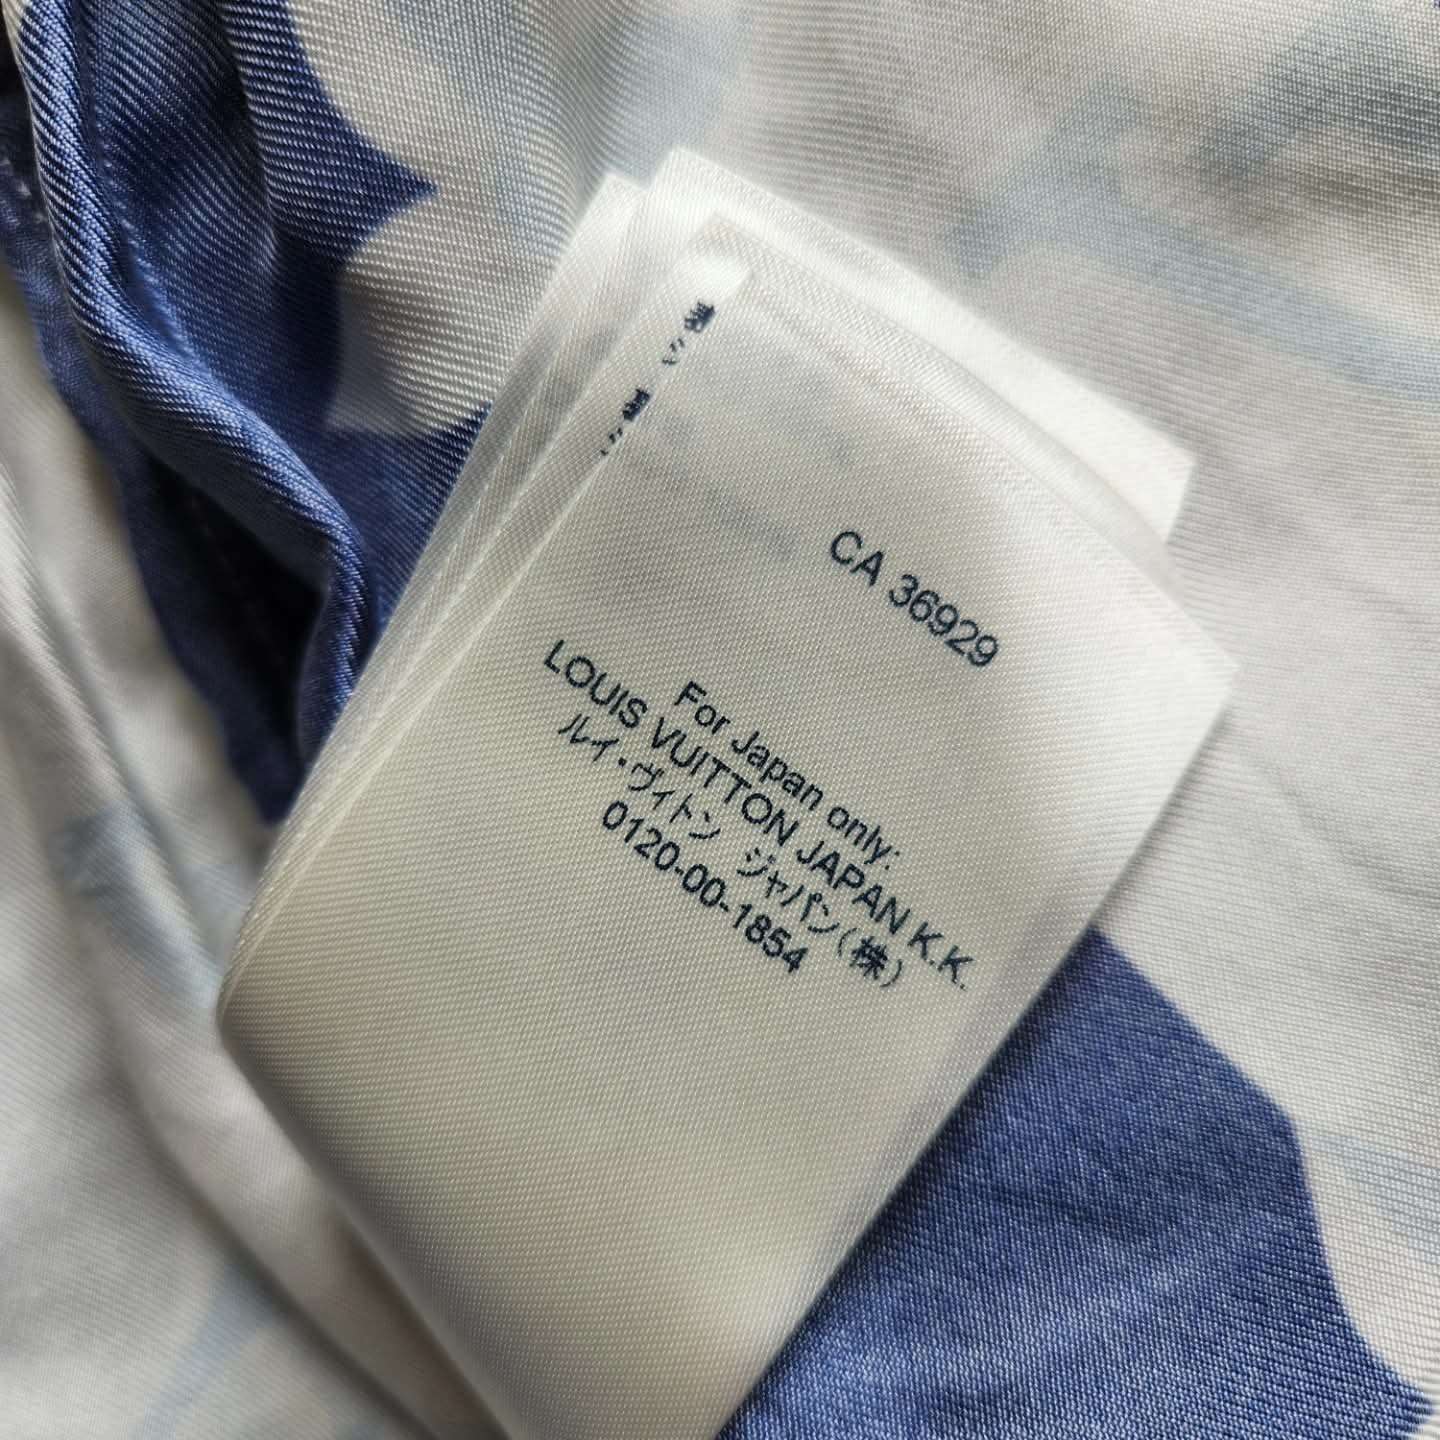 CA 36929
For Japan only:
LOUIS VUITTON JAPAN K.K.
ルイ・ヴィトン ジャパン(株)
0120-00-1854